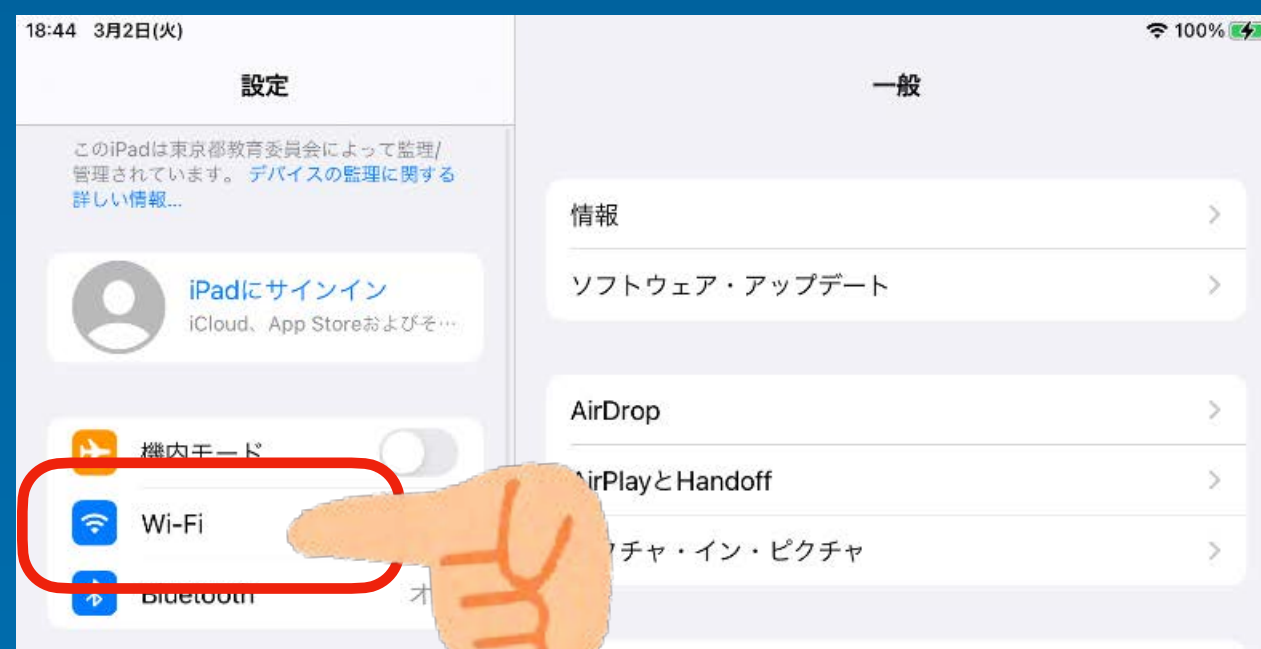 18:44 3月2日(火)
100%
設定
このiPadは東京都教育委員会によって監理/
管理されています。 デバイスの監理に関する
詳しい情報...
iPadにサインイン
iCloud、App Storeおよびそ…
機内モード
Wi-Fi
Bluetooth
一般
情報
ソフトウェア・アップデート
AirDrop
irPlayとHandoff
チャ・イン・ピクチャ